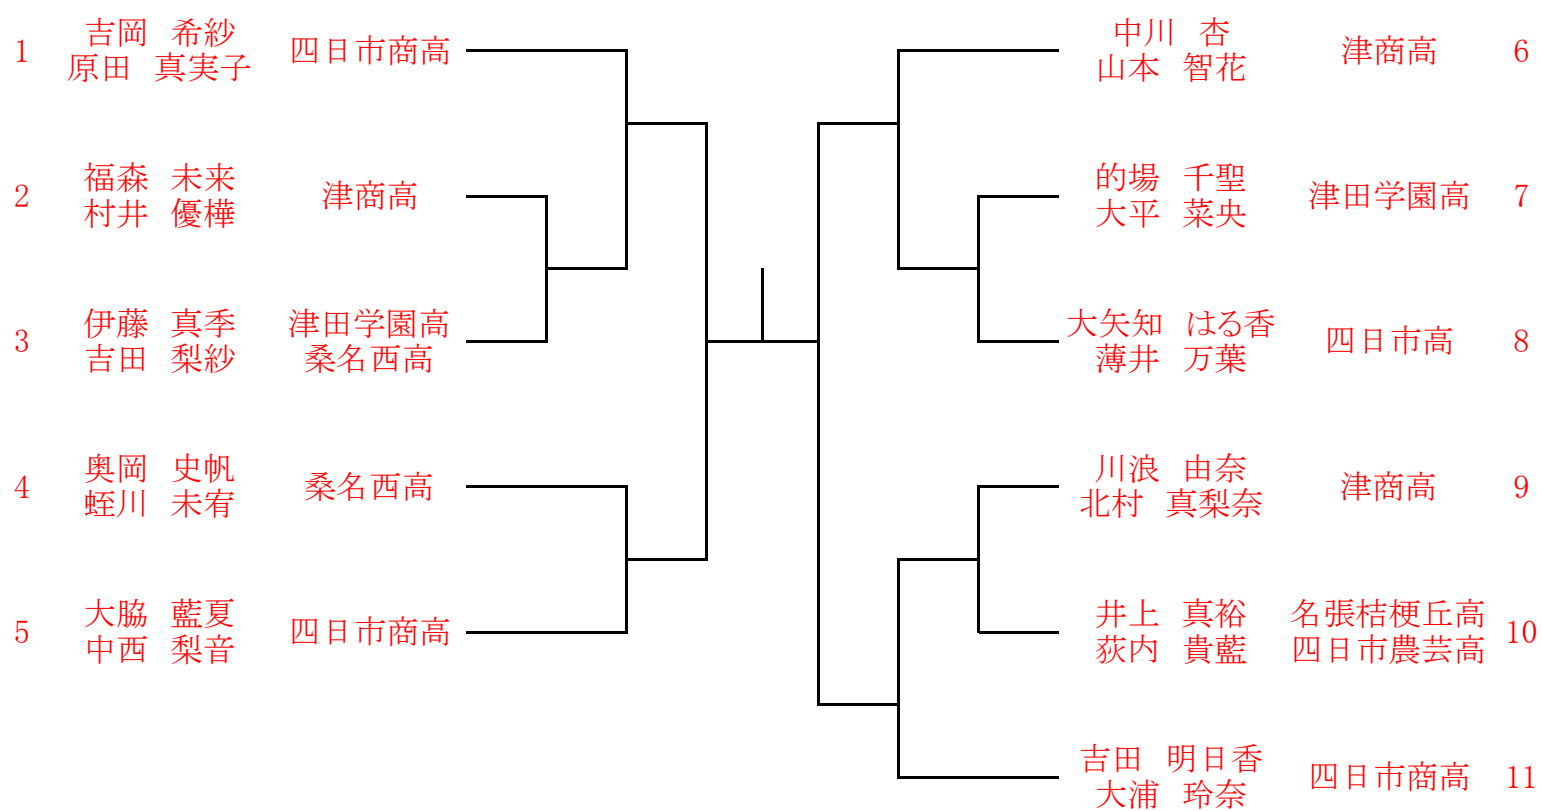 1
吉岡 希紗
原田 真実子
四日市商高
2
福森 未来
村井 優樺
津商高
3
伊藤 真季
吉田 梨紗
津田学園高
桑名西高
4
奥岡 史帆
蛭川 未宥
桑名西高
5
大脇 藍夏
中西 梨音
四日市商高
中川 杏
山本 智花
津商高
6
的場 千聖
大平 菜央
津田学園高
7
大矢知 はる香
薄井 万葉
四日市高
8
川浪 由奈
北村 真梨奈
津商高
9
井上 真裕
荻内 貴藍
名張桔梗丘高
四日市農芸高
10
吉田 明日香
大浦 玲奈
四日市商高
11